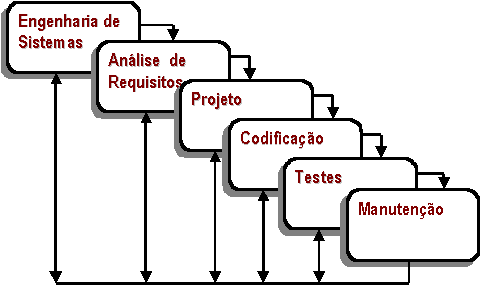 Engenharia de
Sistemas
Análise de
Requisitos
Projeto
Codificação
Testes
Manutenção